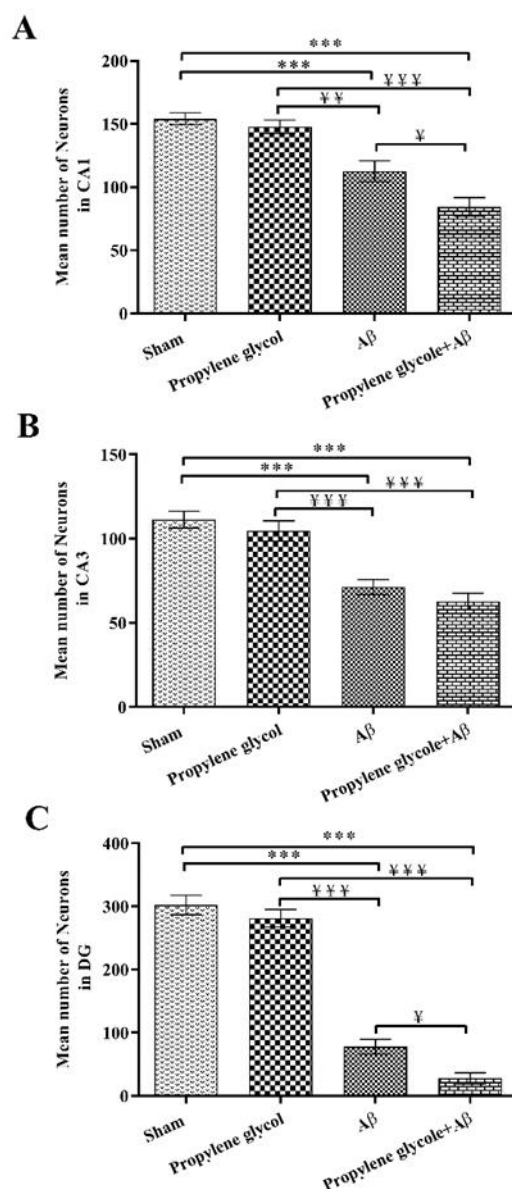 A
Mean number of Neurons
in CA1
200
150
100
50
0
***
***
¥¥¥
¥¥
¥
Sham
Propylene glycol
Aβ
Propylene glycole+Aβ
B
Mean number of Neurons
in CA3
150
100
50
0
***
***
¥¥¥
¥¥¥
Sham
Propylene glycol
Aβ
Propylene glycole+Aβ
C
Mean number of Neurons
in DG
400
300
200
100
0
***
***
¥¥¥
¥¥¥
¥
Sham
Propylene glycol
Aβ
Propylene glycole+Aβ